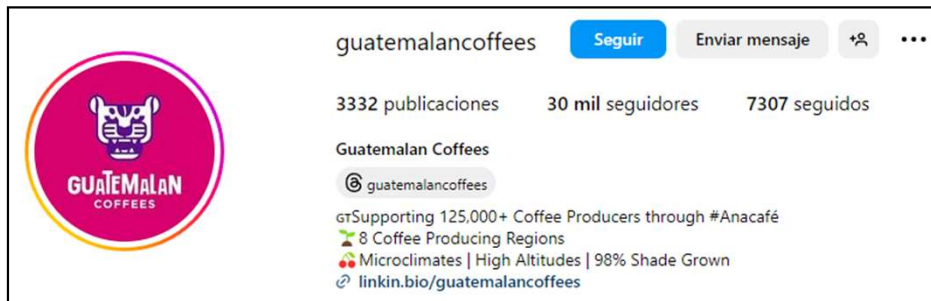 guatemalancoffees Seguir Enviar mensaje
3332 publicaciones 30 mil seguidores 7307 seguidos
GUATEMALAN
COFFEES
Guatemalan Coffees
guatemalancoffees
GTSupporting 125,000+ Coffee Producers through #Anacafé
🌱8 Coffee Producing Regions
🍒Microclimates | High Altitudes | 98% Shade Grown
linkin.bio/guatemalancoffees